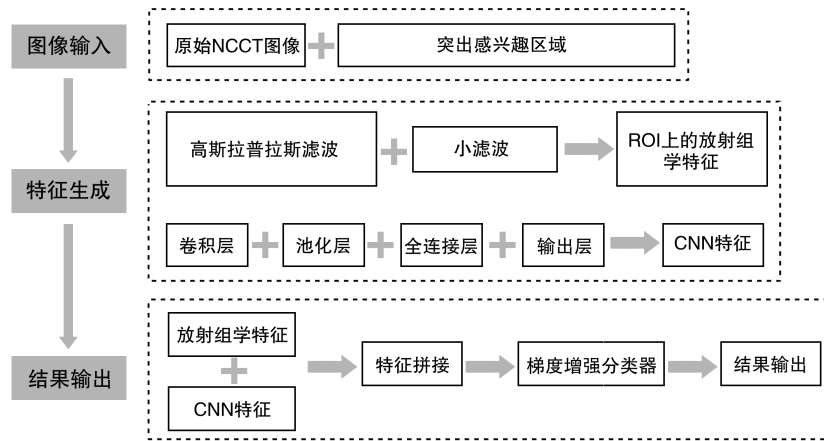 图像输入
原始NCCT图像
突出感兴趣区域
特征生成
高斯拉普拉斯滤波
小滤波
ROI上的放射组
学特征
卷积层
池化层
全连接层
输出层
CNN特征
结果输出
放射组学特征
CNN特征
特征拼接
梯度增强分类器
结果输出